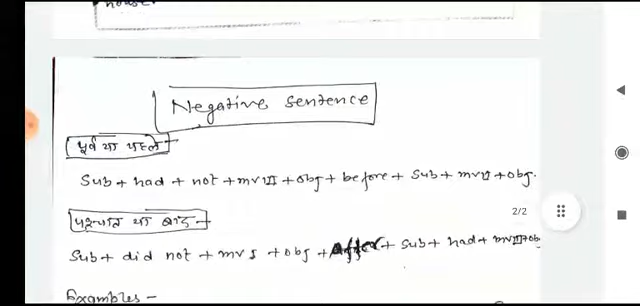 Negative Sentence
पूर्व या पहले
Sub + had + not + mv III + obj + before + sub + mv II + obj.
पश्चात या बाद
2/2
Sub + did not + mv I + obj + After + sub + had + mv III + ob
Examples -